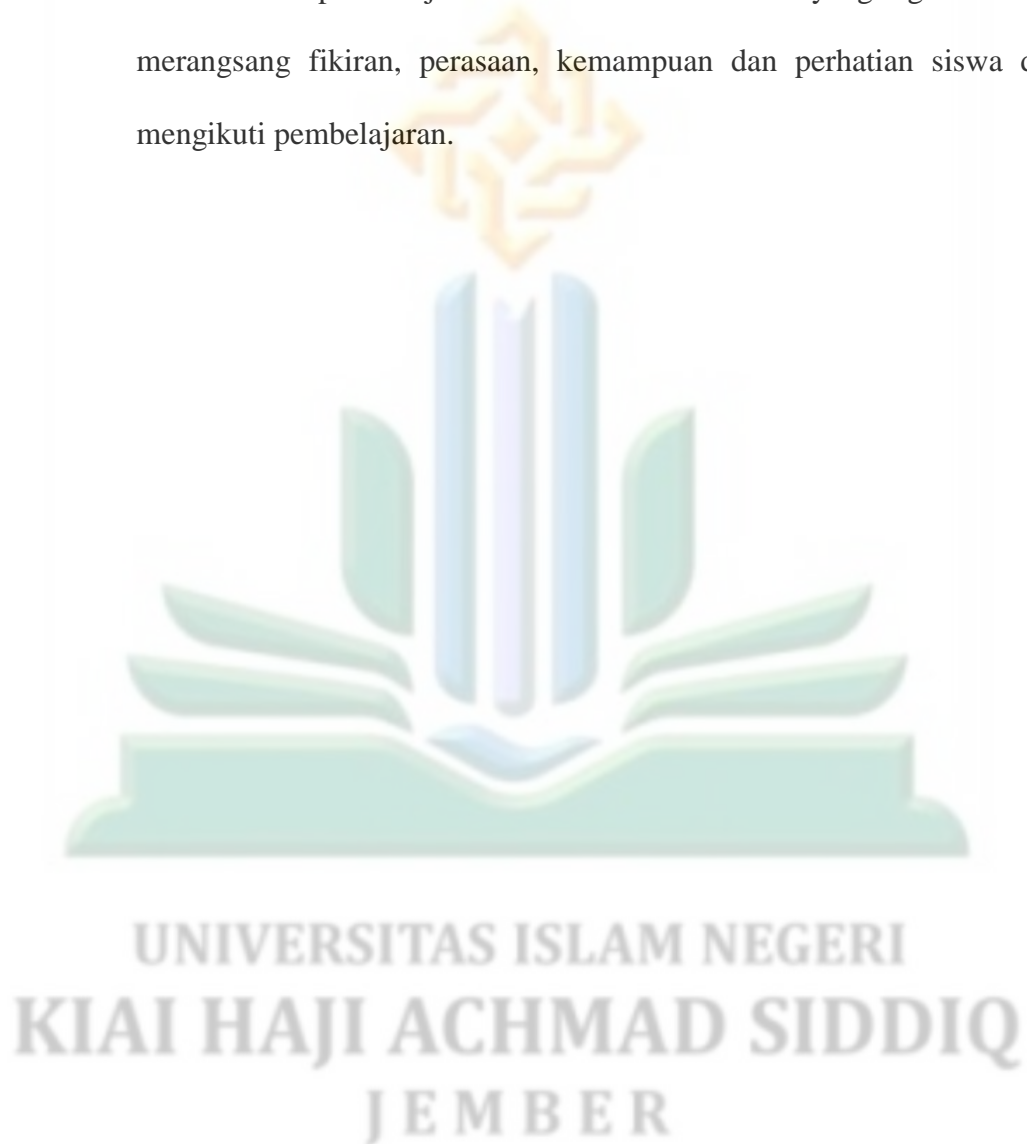 merangsang fikiran, perasaan, kemampuan dan perhatian siswa
mengikuti pembelajaran.
UNIVERSITAS ISLAM NEGERI
KIAI HAJI ACHMAD SIDDIQ
JEMBER